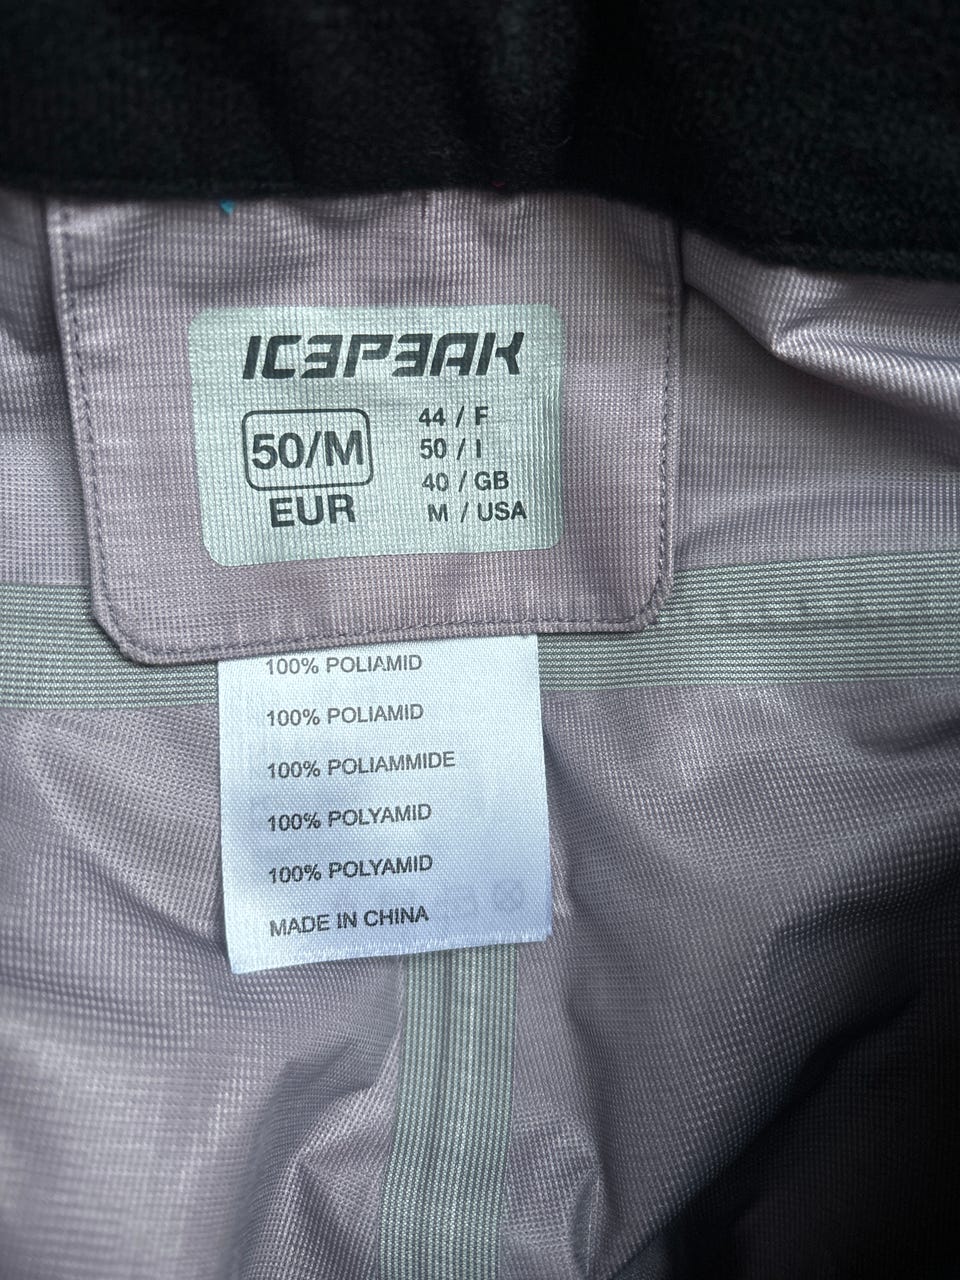 ICEPEAK
50/M
EUR
44 / F
50 / I
40 / GB
M / USA
100% POLIAMID
100% POLIAMID
100% POLIAMMIDE
100% POLYAMID
100% POLYAMID
MADE IN CHINA